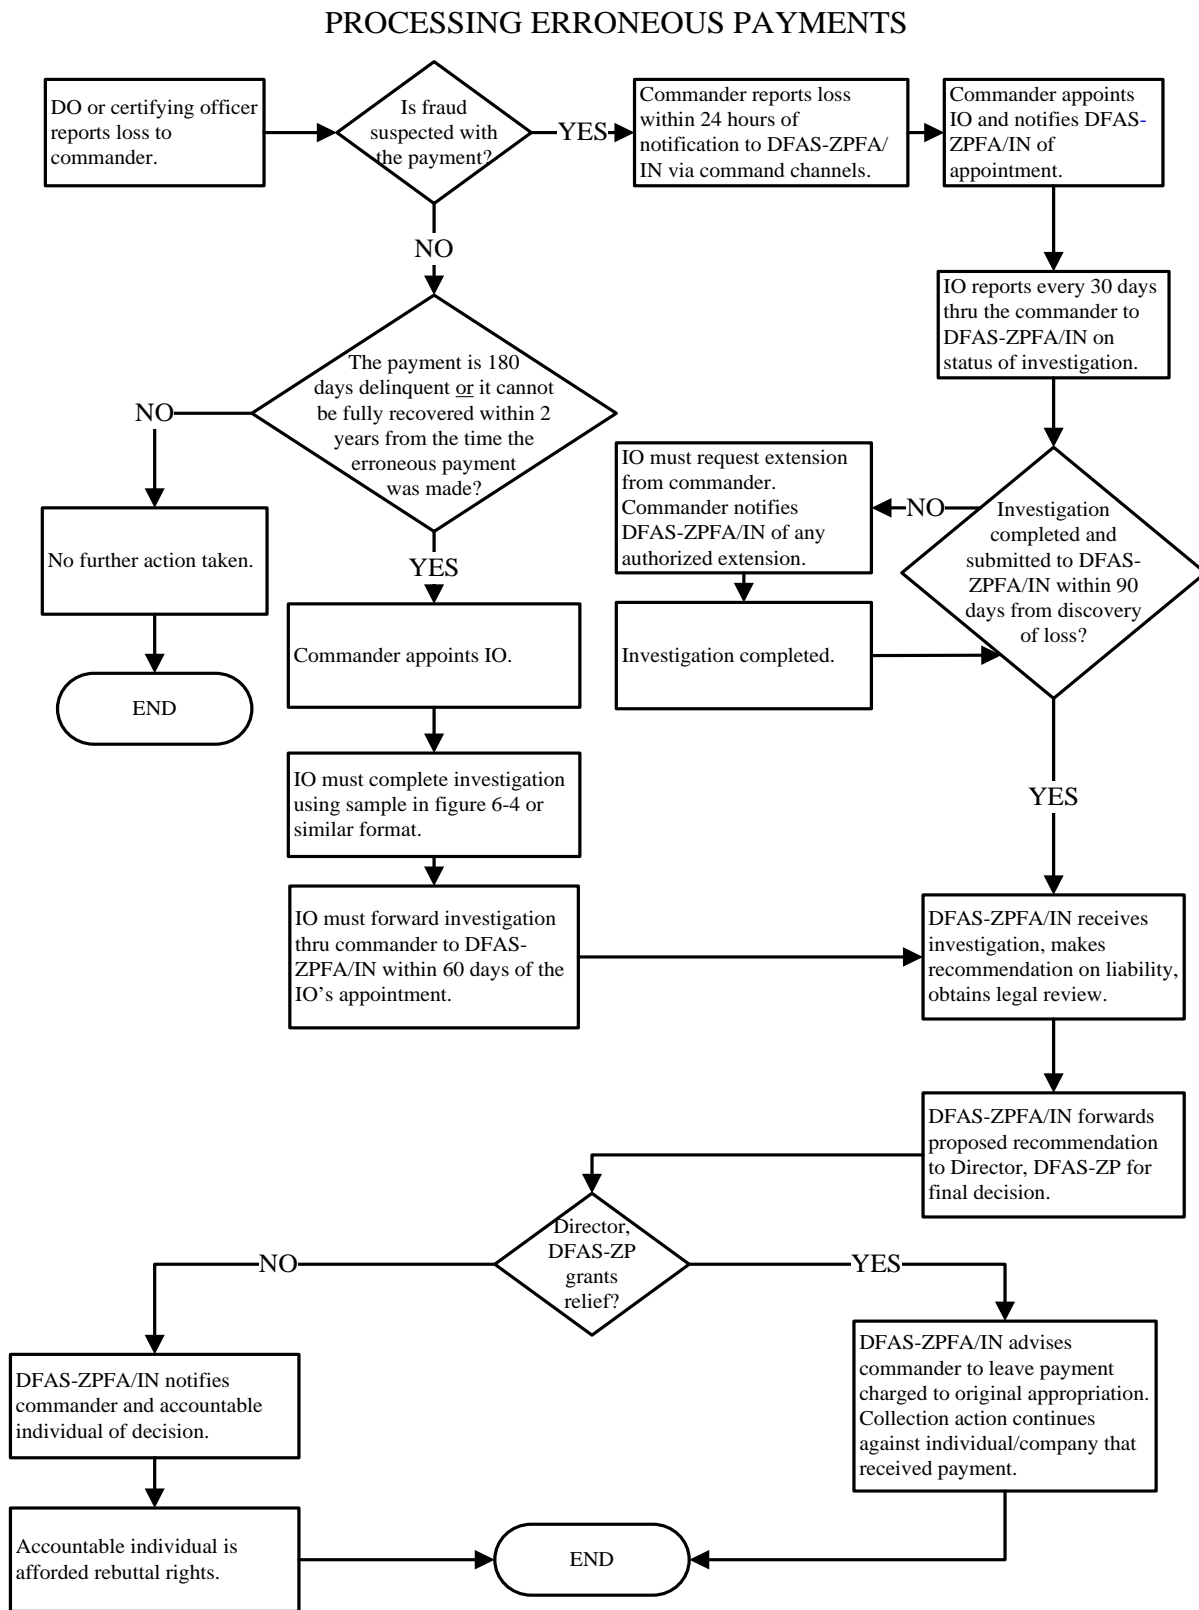 PROCESSING ERRONEOUS PAYMENTS
DO or certifying officer
reports loss to
commander.
Is fraud
suspected with
the payment?
YES
Commander reports loss
within 24 hours of
notification to DFAS-ZPFA/
IN via command channels.
Commander appoints
IO and notifies DFAS-
ZPFA/IN of
appointment.
NO
IO reports every 30 days
thru the commander to
DFAS-ZPFA/IN on
status of investigation.
The payment is 180
days delinquent or it cannot
be fully recovered within 2
years from the time the
erroneous payment
was made?
NO
No further action taken.
END
YES
IO must request extension
from commander.
Commander notifies
DFAS-ZPFA/IN of any
authorized extension.
NO
Investigation
completed and
submitted to DFAS-
ZPFA/IN within 90
days from discovery
of loss?
Investigation completed.
Commander appoints IO.
IO must complete investigation
using sample in figure 6-4 or
similar format.
YES
IO must forward investigation
thru commander to DFAS-
ZPFA/IN within 60 days of the
IO’s appointment.
DFAS-ZPFA/IN receives
investigation, makes
recommendation on liability,
obtains legal review.
DFAS-ZPFA/IN forwards
proposed recommendation
to Director, DFAS-ZP for
final decision.
Director,
DFAS-ZP
grants
relief?
NO
YES
DFAS-ZPFA/IN notifies
commander and accountable
individual of decision.
DFAS-ZPFA/IN advises
commander to leave payment
charged to original appropriation.
Collection action continues
against individual/company that
received payment.
Accountable individual is
afforded rebuttal rights.
END